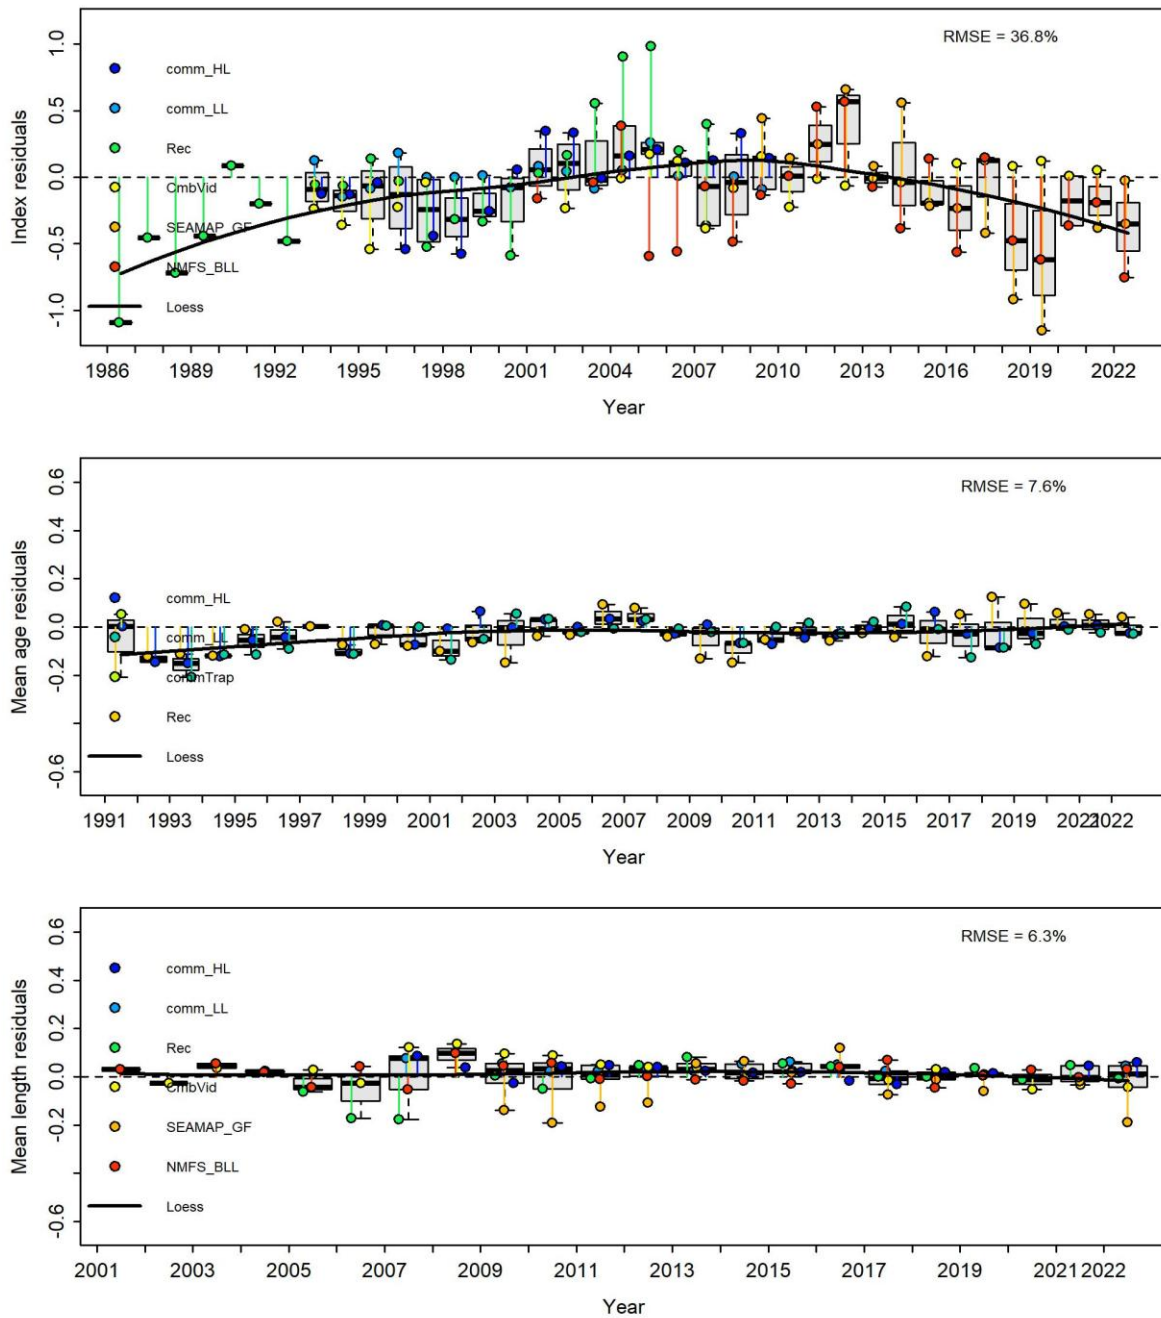 RMSE = 36.8%
1.0
0.5
0.0
-0.5
-1.0
Index residuals
comm_HL
comm_LL
Rec
CmbVid
SEAMAP_GF
NMFS_BLL
Loess
1986 1989 1992 1995 1998 2001 2004 2007 2010 2013 2016 2019 2022
Year
RMSE = 7.6%
0.6
0.4
0.2
0.0
-0.2
-0.6
Mean age residuals
comm_HL
comm_LL
commTrap
Rec
Loess
1991 1993 1995 1997 1999 2001 2003 2005 2007 2009 2011 2013 2015 2017 2019 2021 2022
Year
RMSE = 6.3%
0.6
0.4
0.2
0.0
-0.2
-0.6
Mean length residuals
comm_HL
comm_LL
Rec
CmbVid
SEAMAP_GF
NMFS_BLL
Loess
2001 2003 2005 2007 2009 2011 2013 2015 2017 2019 2021 2022
Year